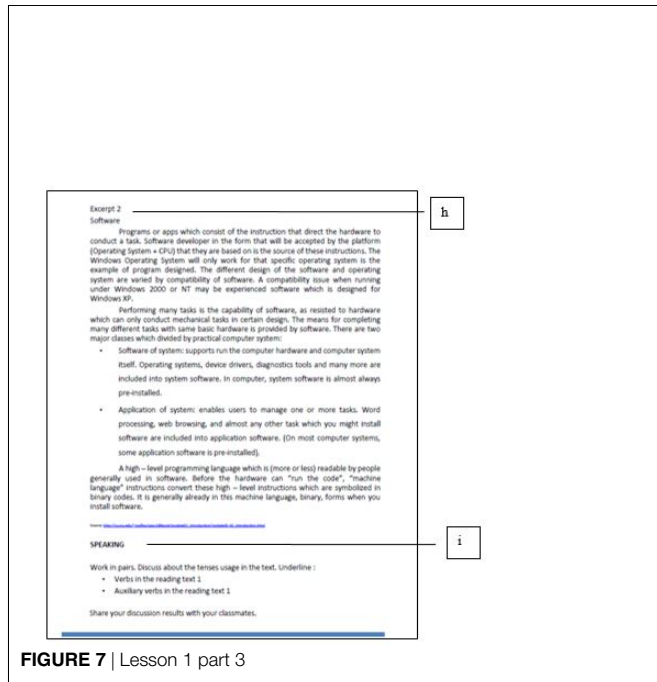 Excerpt 2
h
Software
Programs or apps which consist of the instruction that direct the hardware to
conduct a task. Software developer in the form that will be accepted by the platform
(Operating System + CPU) that they are based on is the source of these instructions. The
Windows Operating System will only work for that specific operating system is the
example of program designed. The different design of the software and operating
system are varied by compatibility of software. A compatibility issue when running
under Windows 2000 or NT may be experienced software which is designed for
Windows XP.
Performing many tasks is the capability of software, as resisted to hardware
which can only conduct mechanical tasks in certain design. The means for completing
many different tasks with same basic hardware is provided by software. There are two
major classes which divided by practical computer system:
• Software of system: supports run the computer hardware and computer system
itself. Operating systems, device drivers, diagnostics tools and many more are
included into system software. In computer, system software is almost always
pre-installed.
• Application of system: enables users to manage one or more tasks. Word
processing, web browsing, and almost any other task which you might install
software are included into application software. (On most computer systems,
some application software is pre-installed).
A high – level programming language which is (more or less) readable by people
generally used in software. Before the hardware can "run the code", "machine
language" instructions convert these high – level instructions which are symbolized in
binary codes. It is generally already in this machine language, binary, forms when you
install software.
SPEAKING
i
Work in pairs. Discuss about the tenses usage in the text. Underline :
• Verbs in the reading text 1
• Auxiliary verbs in the reading text 1
Share your discussion results with your classmates.
FIGURE 7 | Lesson 1 part 3